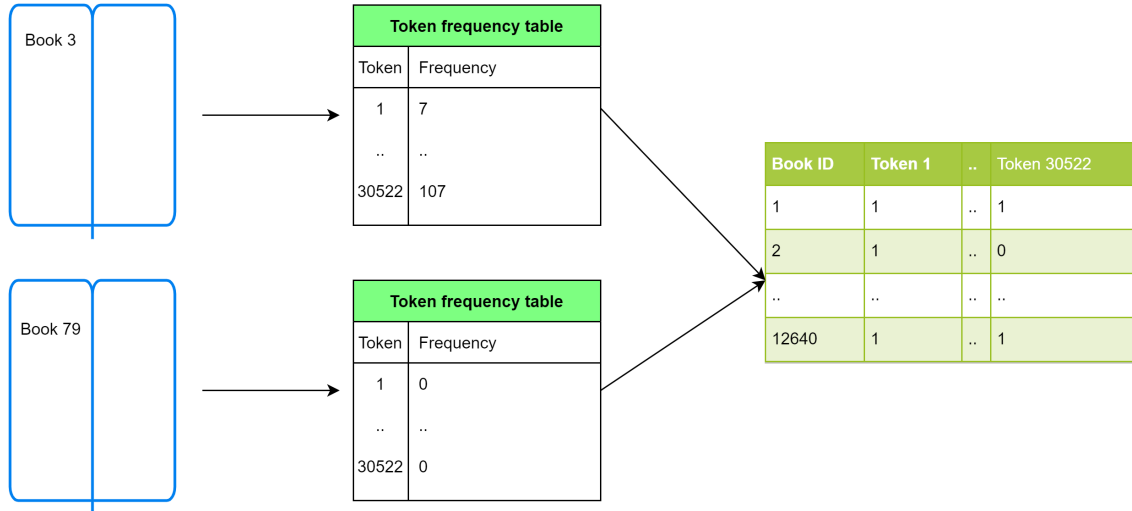 Book 3
Token frequency table
Token Frequency
1 7
.. ..
30522 107
Book 79
Token frequency table
Token Frequency
1 0
.. ..
30522 0
Book ID Token 1 .. Token 30522
1 1 .. 1
2 1 .. 0
.. .. .. ..
12640 1 .. 1